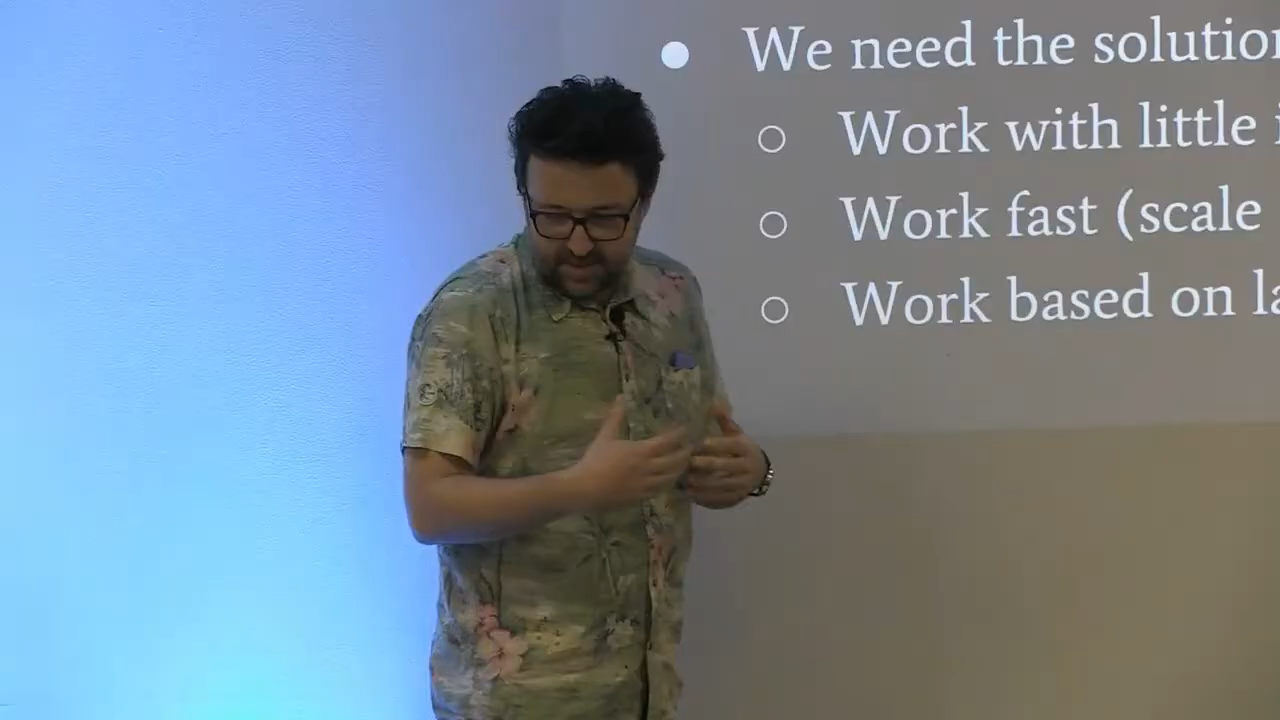 We need the solution
Work with little
Work fast (scale
Work based on